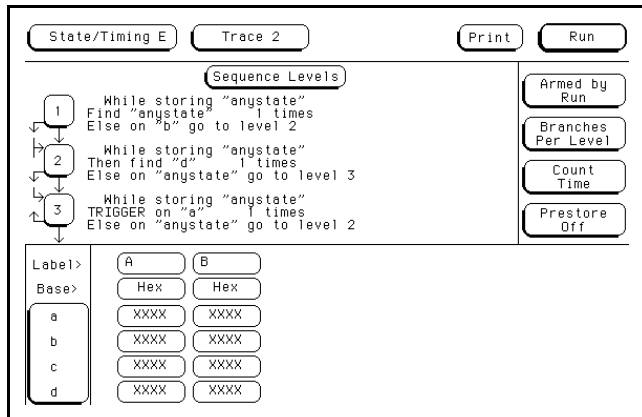 State/Timing E Trace 2 Print Run
Sequence Levels
Armed by
Run
Branches
Per Level
Count
Time
Prestore
Off
1
While storing "anystate"
Find "anystate" 1 times
Else on "b" go to level 2
2
While storing "anystate"
Then find "d" 1 times
Else on "anystate" go to level 3
3
While storing "anystate"
TRIGGER on "a" 1 times
Else on "anystate" go to level 2
Label> A B
Base> Hex Hex
a XXXX XXXX
b XXXX XXXX
c XXXX XXXX
d XXXX XXXX